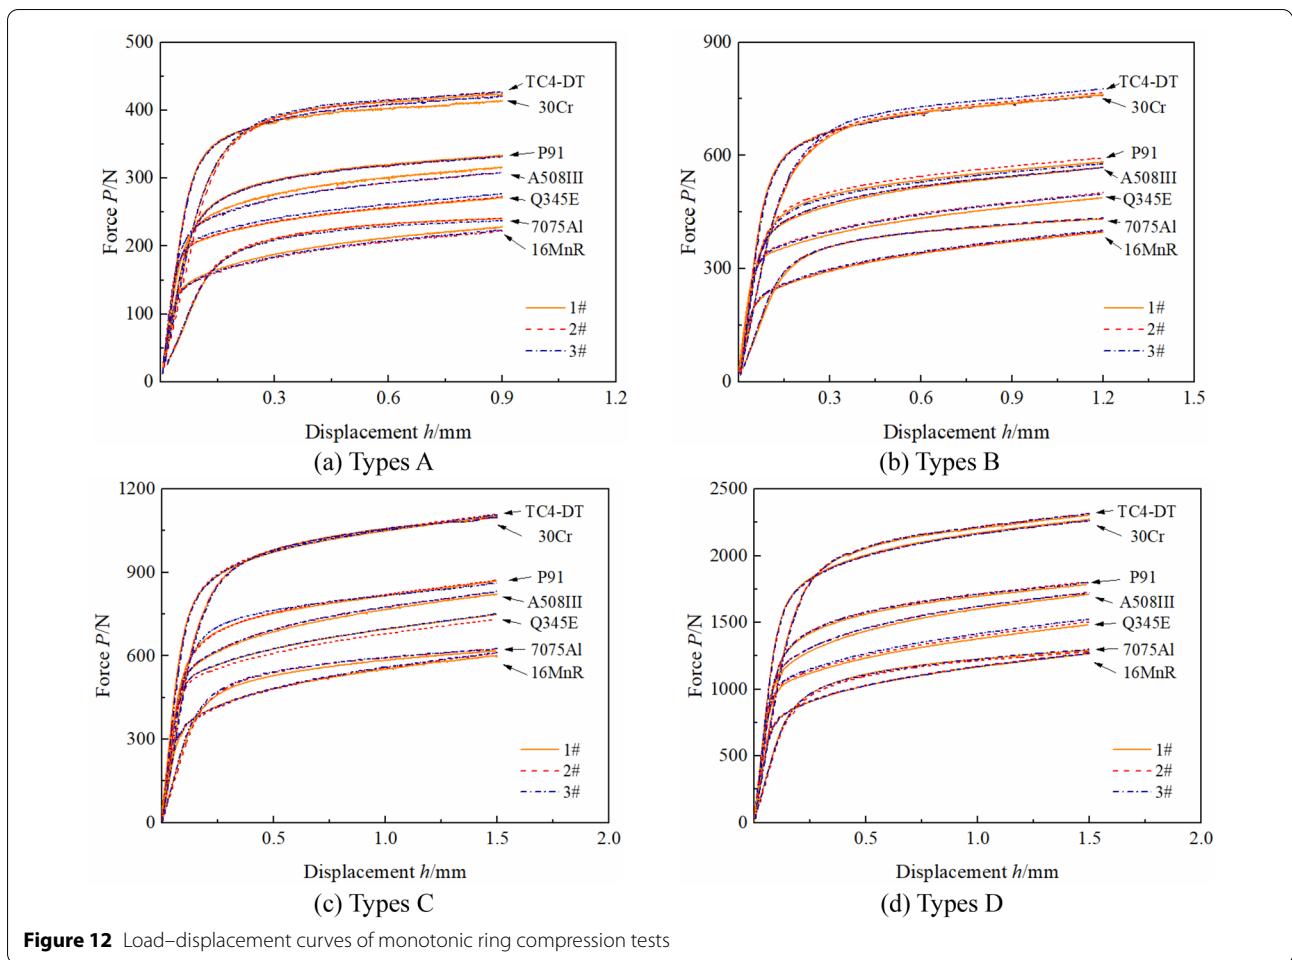 500
400
300
200
100
0
0.3
0.6
0.9
1.2
Force P/N
Displacement h/mm
TC4-DT
30Cr
P91
A508III
Q345E
7075Al
16MnR
1#
2#
3#
(a) Types A
900
600
300
0
0.3
0.6
0.9
1.2
1.5
Force P/N
Displacement h/mm
TC4-DT
30Cr
P91
A508III
Q345E
7075Al
16MnR
1#
2#
3#
(b) Types B
1200
900
600
300
0
0.5
1.0
1.5
2.0
Force P/N
Displacement h/mm
TC4-DT
30Cr
P91
A508III
Q345E
7075Al
16MnR
1#
2#
3#
(c) Types C
2500
2000
1500
1000
500
0
0.5
1.0
1.5
2.0
Force P/N
Displacement h/mm
TC4-DT
30Cr
P91
A508III
Q345E
7075Al
16MnR
1#
2#
3#
(d) Types D
Figure 12 Load–displacement curves of monotonic ring compression tests